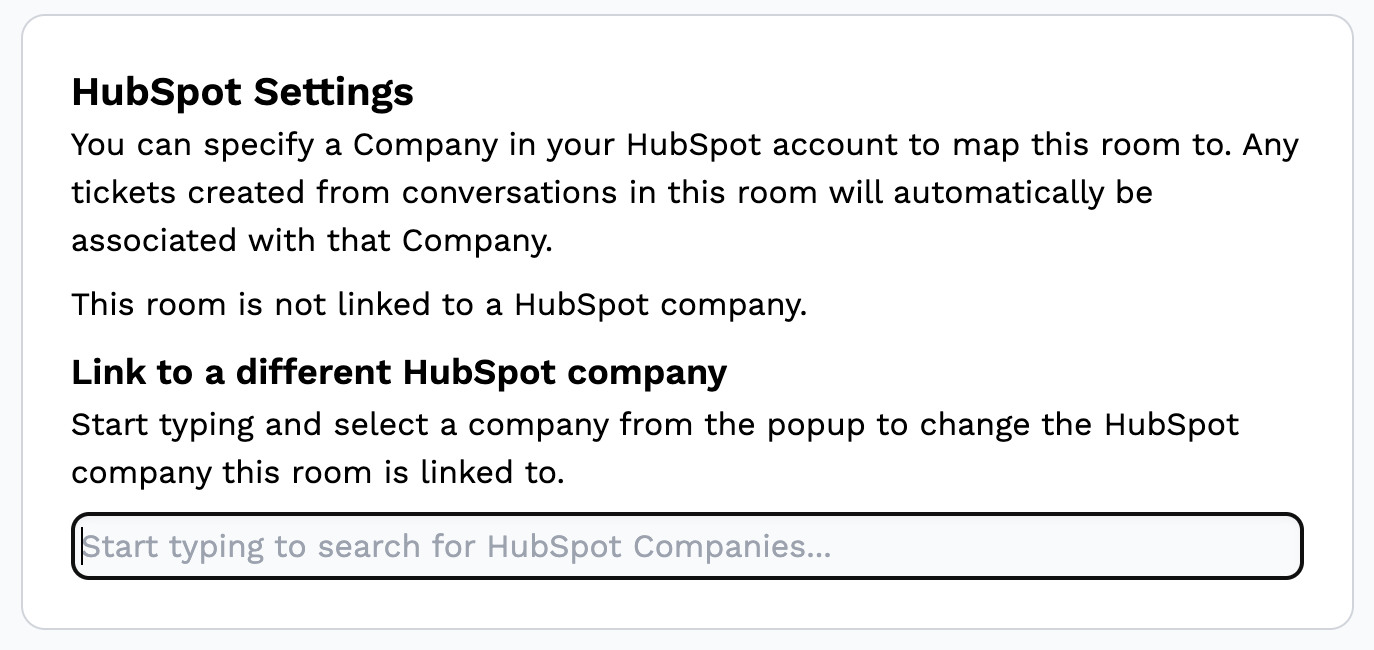 HubSpot Settings
You can specify a Company in your HubSpot account to map this room to. Any
tickets created from conversations in this room will automatically be
associated with that Company.
This room is not linked to a HubSpot company.
Link to a different HubSpot company
Start typing and select a company from the popup to change the HubSpot
company this room is linked to.
Start typing to search for HubSpot Companies...